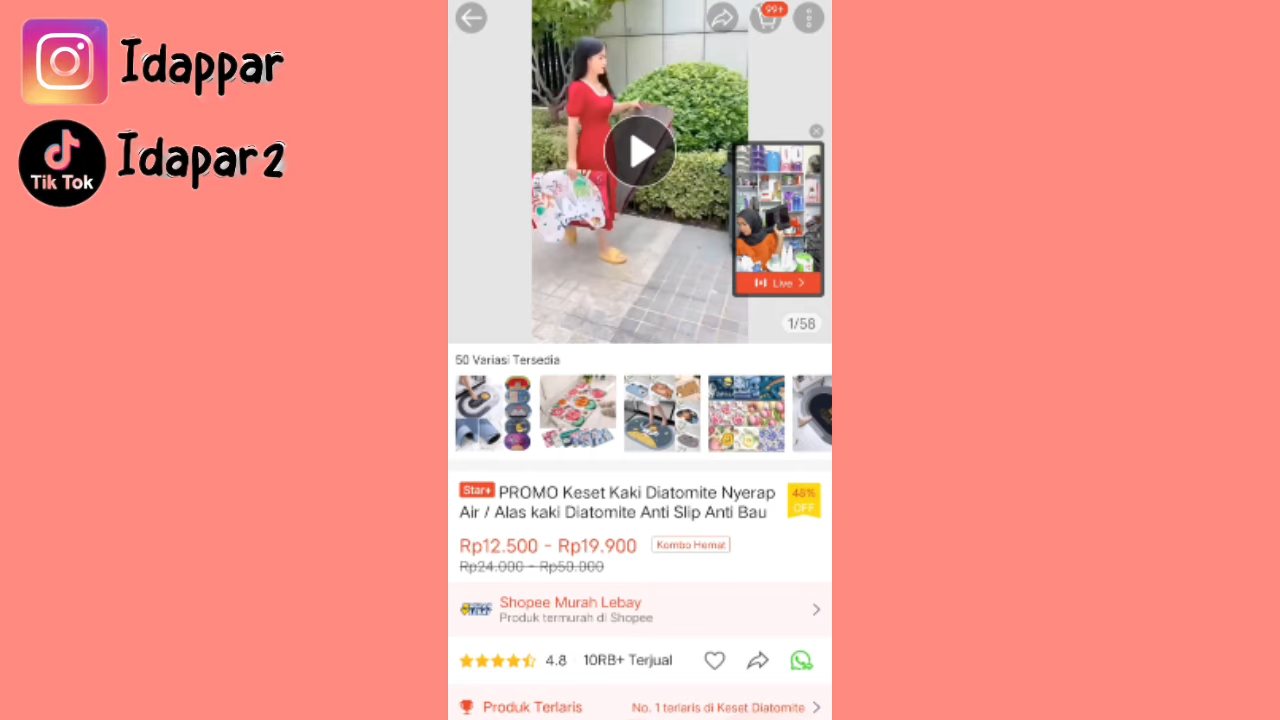 Idappar
Tik Tok
Idapar2
99+
Live
1/58
50 Variasi Tersedia
Star+ PROMO Keset Kaki Diatomite Nyerap
Air / Alas kaki Diatomite Anti Slip Anti Bau
48%
OFF
Rp12.500 - Rp19.900
Kombo Hemat
Rp24.000 - Rp50.000
Shopee Murah Lebay
Produk termurah di Shopee
4.8
10RB+ Terjual
Produk Terlaris
No. 1 terlaris di Keset Diatomite